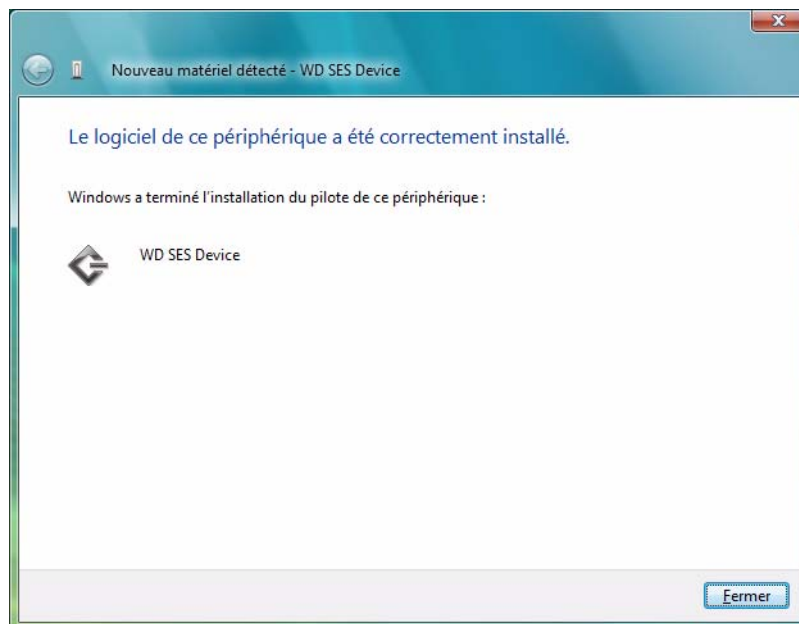 Nouveau matériel détecté - WD SES Device
Le logiciel de ce périphérique a été correctement installé.
Windows a terminé l'installation du pilote de ce périphérique :
WD SES Device
Fermer